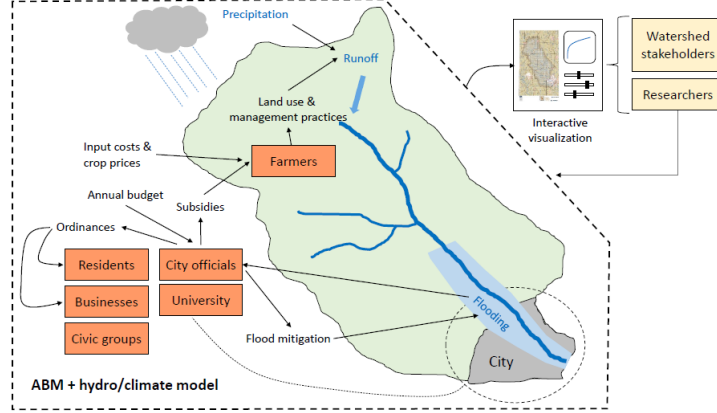 Precipitation
Runoff
Land use &
management practices
Input costs &
crop prices
Farmers
Annual budget
Subsidies
Ordinances
Residents
City officials
Businesses
University
Civic groups
Flood mitigation
Flooding
City
ABM + hydro/climate model
Interactive
visualization
Watershed
stakeholders
Researchers